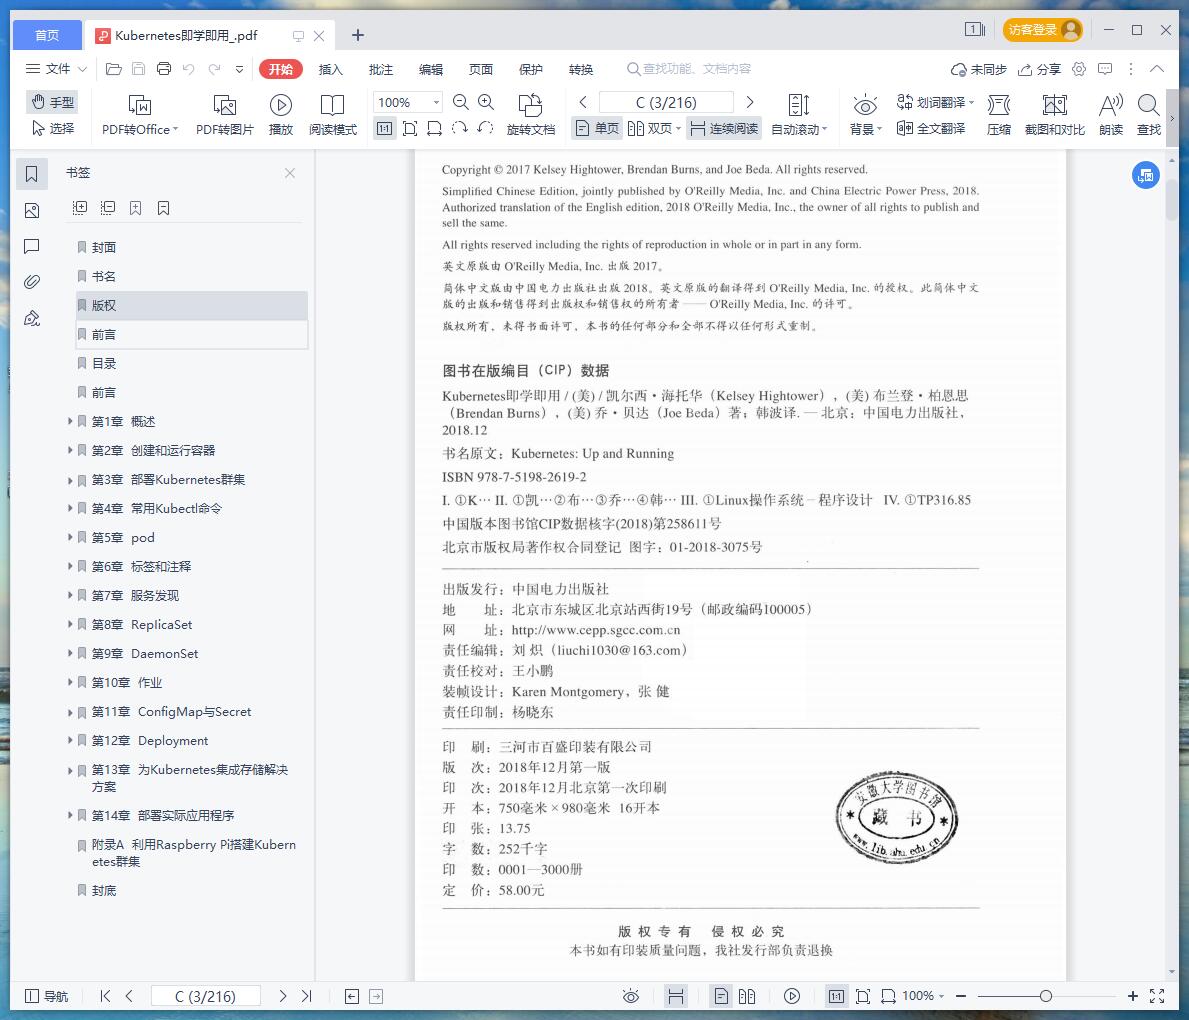 首页
Kubernetes即学即用_.pdf
1
访客登录
文件
开始
插入
批注
编辑
页面
保护
转换
查找功能、文档内容
未同步
分享
手型
选择
PDF转Office
PDF转图片
播放
阅读模式
100%
1:1
旋转文档
C (3/216)
单页
双页
连续阅读
自动滚动
背景
划词翻译
全文翻译
压缩
截图和对比
朗读
查找
书签
封面
书名
版权
前言
目录
前言
第1章 概述
第2章 创建和运行容器
第3章 部署Kubernetes群集
第4章 常用Kubectl命令
第5章 pod
第6章 标签和注释
第7章 服务发现
第8章 ReplicaSet
第9章 DaemonSet
第10章 作业
第11章 ConfigMap与Secret
第12章 Deployment
第13章 为Kubernetes集成存储解决
方案
第14章 部署实际应用程序
附录A 利用Raspberry Pi搭建Kubern
etes群集
封底
Copyright © 2017 Kelsey Hightower, Brendan Burns, and Joe Beda. All rights reserved.
Simplified Chinese Edition, jointly published by O'Reilly Media, Inc. and China Electric Power Press, 2018.
Authorized translation of the English edition, 2018 O'Reilly Media, Inc., the owner of all rights to publish and
sell the same.
All rights reserved including the rights of reproduction in whole or in part in any form.
英文原版由 O'Reilly Media, Inc. 出版 2017。
简体中文版由中国电力出版社出版 2018。英文原版的翻译得到 O'Reilly Media, Inc. 的授权。此简体中文
版的出版和销售得到出版权和销售权的所有者 —— O'Reilly Media, Inc. 的许可。
版权所有，未得书面许可，本书的任何部分和全部不得以任何形式重制。
图书在版编目（CIP）数据
Kubernetes即学即用 / (美) / 凯尔西·海托华（Kelsey Hightower），(美) 布兰登·柏恩思
（Brendan Burns），(美) 乔·贝达（Joe Beda）著；韩波译. — 北京：中国电力出版社，
2018.12
书名原文：Kubernetes: Up and Running
ISBN 978-7-5198-2619-2
I. ①K… II. ①凯…②布…③乔…④韩… III. ①Linux操作系统－程序设计 IV. ①TP316.85
中国版本图书馆CIP数据核字(2018)第258611号
北京市版权局著作权合同登记 图字：01-2018-3075号
出版发行：中国电力出版社
地 址：北京市东城区北京站西街19号（邮政编码100005）
网 址：http://www.cepp.sgcc.com.cn
责任编辑：刘 炽（liuchi1030@163.com）
责任校对：王小鹏
装帧设计：Karen Montgomery，张 健
责任印制：杨晓东
印 刷：三河市百盛印装有限公司
版 次：2018年12月第一版
印 次：2018年12月北京第一次印刷
开 本：750毫米×980毫米 16开本
印 张：13.75
字 数：252千字
印 数：0001—3000册
定 价：58.00元
安徽大学图书馆
藏 书
www.lib.ahu.edu.cn
版 权 专 有 侵 权 必 究
本书如有印装质量问题，我社发行部负责退换
导航
C (3/216)
1:1
100%